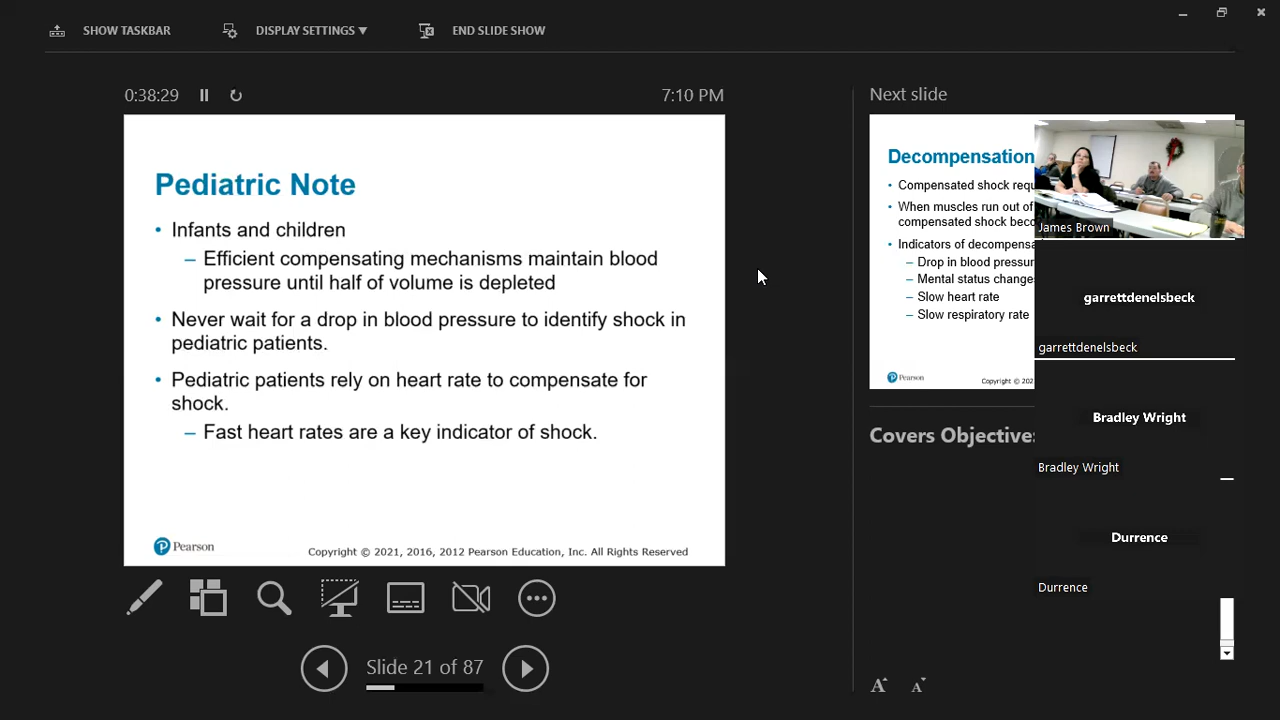 SHOW TASKBAR
DISPLAY SETTINGS ▼
END SLIDE SHOW
0:38:29
7:10 PM
Next slide
Pediatric Note
• Infants and children
– Efficient compensating mechanisms maintain blood
pressure until half of volume is depleted
• Never wait for a drop in blood pressure to identify shock in
pediatric patients.
• Pediatric patients rely on heart rate to compensate for
shock.
– Fast heart rates are a key indicator of shock.
Pearson
Copyright © 2021, 2016, 2012 Pearson Education, Inc. All Rights Reserved
Decompensation
• Compensated shock requ
• When muscles run out of
compensated shock beco
• Indicators of decompensa
– Drop in blood pressur
– Mental status change
– Slow heart rate
– Slow respiratory rate
Pearson
Copyright © 202
James Brown
garrettdenelsbeck
garrettdenelsbeck
Covers Objective
Bradley Wright
Bradley Wright
Durrence
Durrence
Slide 21 of 87
A
A